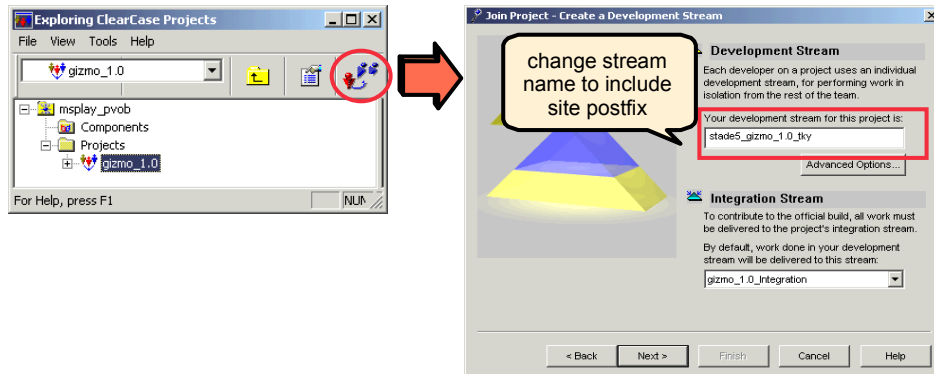 Exploring ClearCase Projects
File View Tools Help
gizmo_1.0
msplay_pvob
Components
Projects
gizmo_1.0
For Help, press F1
NUM
Join Project - Create a Development Stream
change stream
name to include
site postfix
Development Stream
Each developer on a project uses an individual
development stream, for performing work in
isolation from the rest of the team.
Your development stream for this project is:
stade5_gizmo_1.0_tky
Advanced Options...
Integration Stream
To contribute to the official build, all work must
be delivered to the project's integration stream.
By default, work done in your development
stream will be delivered to this stream:
gizmo_1.0_Integration
< Back
Next >
Finish
Cancel
Help